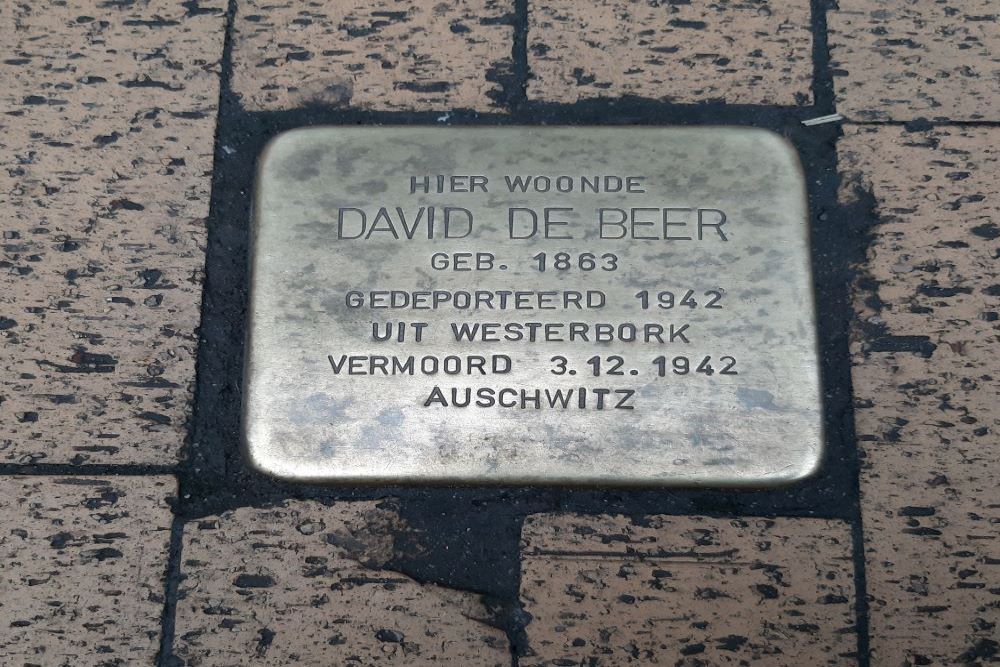 HIER WOONDE
DAVID DE BEER
GEB. 1863
GEDEPORTEERD 1942
UIT WESTERBORK
VERMOORD 3.12.1942
AUSCHWITZ